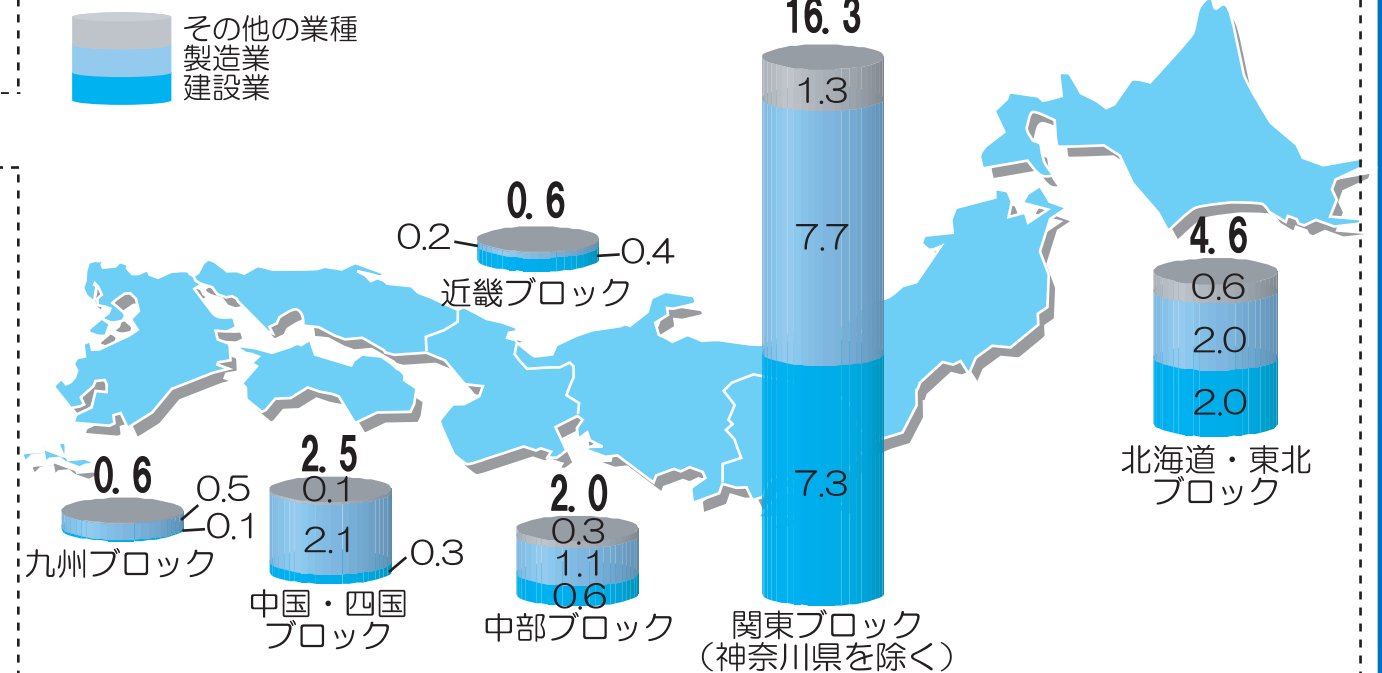 その他の業種
製造業
建設業
16.3
1.3
7.7
7.3
関東ブロック
（神奈川県を除く）
0.6
0.2
0.4
近畿ブロック
4.6
0.6
2.0
2.0
北海道・東北
ブロック
0.6
0.5
0.1
九州ブロック
2.5
0.1
2.1
0.3
中国・四国
ブロック
2.0
0.3
1.1
0.6
中部ブロック